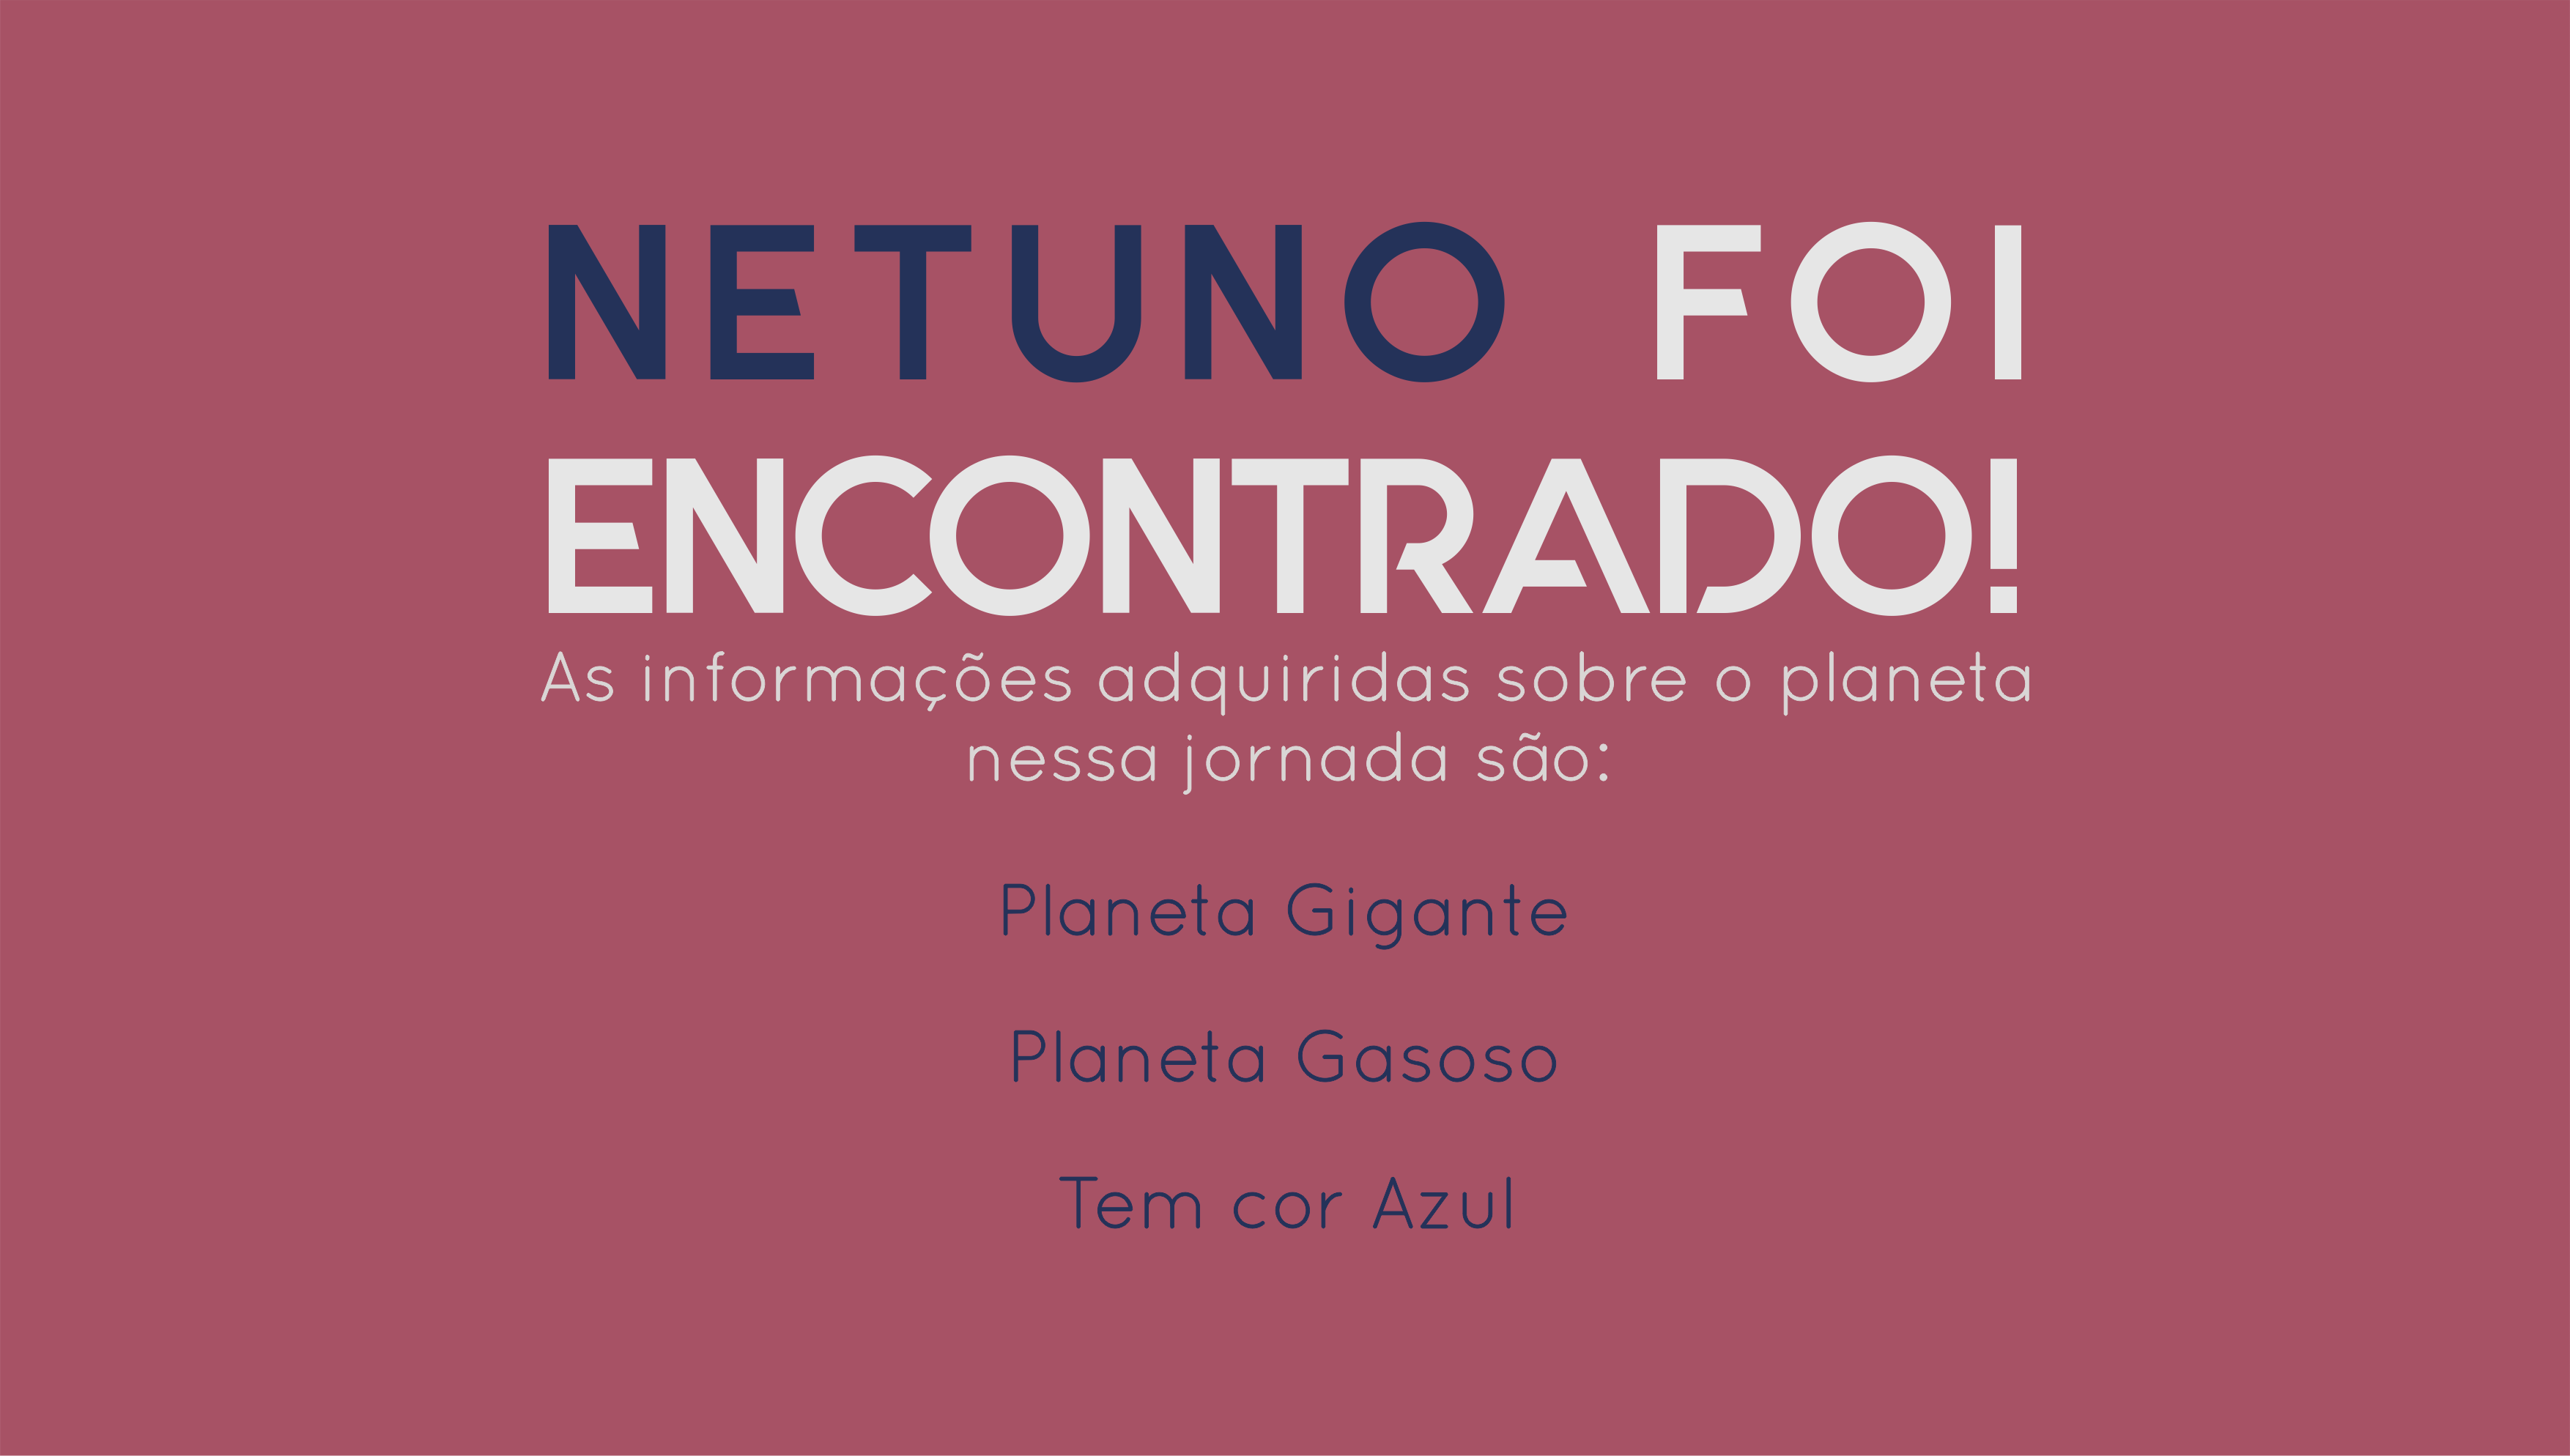 NETUNO FOI
ENCONTRADO!
As informações adquiridas sobre o planeta
nessa jornada são:
Planeta Gigante
Planeta Gasoso
Tem cor Azul